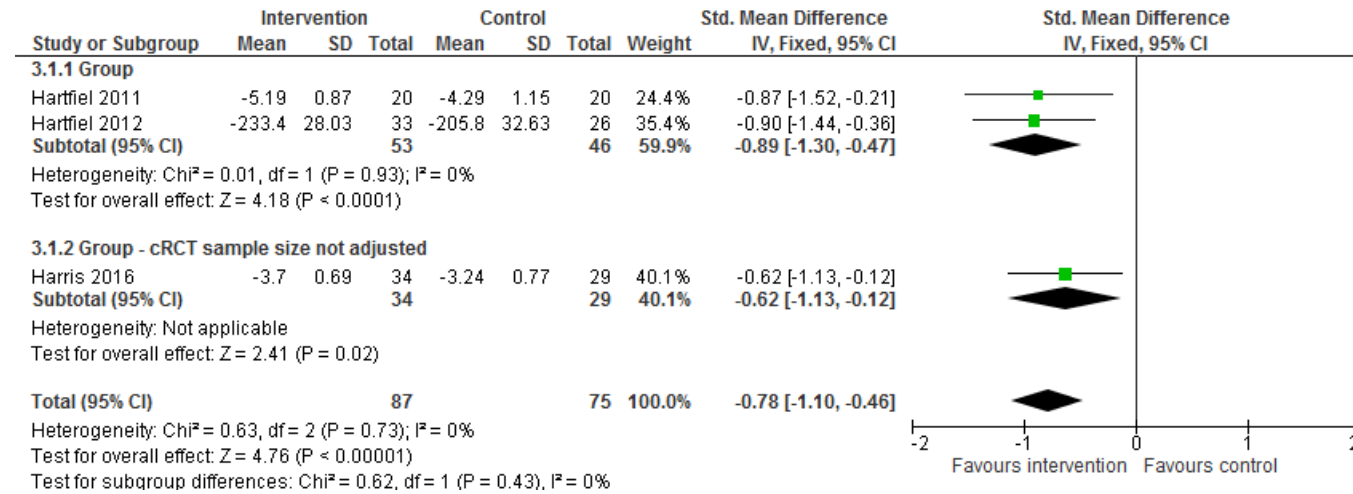 Intervention Control Std. Mean Difference Std. Mean Difference
Study or Subgroup Mean SD Total Mean SD Total Weight IV, Fixed, 95% CI IV, Fixed, 95% CI
3.1.1 Group
Hartfiel 2011 -5.19 0.87 20 -4.29 1.15 20 24.4% -0.87 [-1.52, -0.21]
Hartfiel 2012 -233.4 28.03 33 -205.8 32.63 26 35.4% -0.90 [-1.44, -0.36]
Subtotal (95% CI) 53 46 59.9% -0.89 [-1.30, -0.47]
Heterogeneity: Chi² = 0.01, df = 1 (P = 0.93); I² = 0%
Test for overall effect: Z = 4.18 (P < 0.0001)
3.1.2 Group - cRCT sample size not adjusted
Harris 2016 -3.7 0.69 34 -3.24 0.77 29 40.1% -0.62 [-1.13, -0.12]
Subtotal (95% CI) 34 29 40.1% -0.62 [-1.13, -0.12]
Heterogeneity: Not applicable
Test for overall effect: Z = 2.41 (P = 0.02)
Total (95% CI) 87 75 100.0% -0.78 [-1.10, -0.46]
Heterogeneity: Chi² = 0.63, df = 2 (P = 0.73); I² = 0%
Test for overall effect: Z = 4.76 (P < 0.00001)
Test for subgroup differences: Chi² = 0.62, df = 1 (P = 0.43), I² = 0%
-2 -1 0 1 2
Favours intervention Favours control